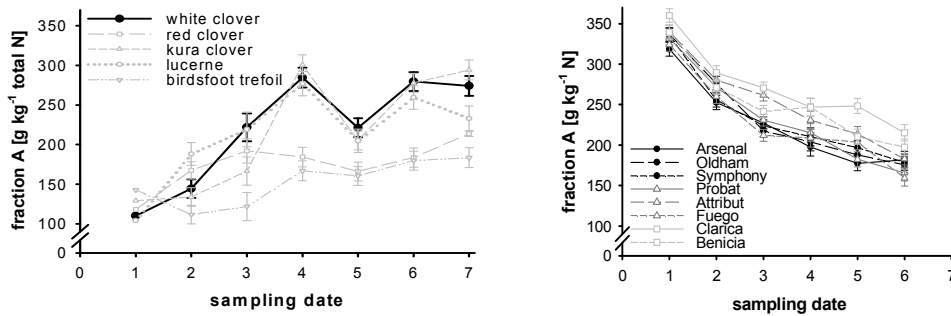 fraction A [g kg-1 total N]
350
300
250
200
150
100
0
white clover
red clover
kura clover
lucerne
birdsfoot trefoil
0 1 2 3 4 5 6 7
sampling date
fraction A [g kg-1 N]
350
300
250
200
150
100
0
Arsenal
Oldham
Symphony
Probat
Attribut
Fuego
Clarica
Benicia
0 1 2 3 4 5 6 7
sampling date